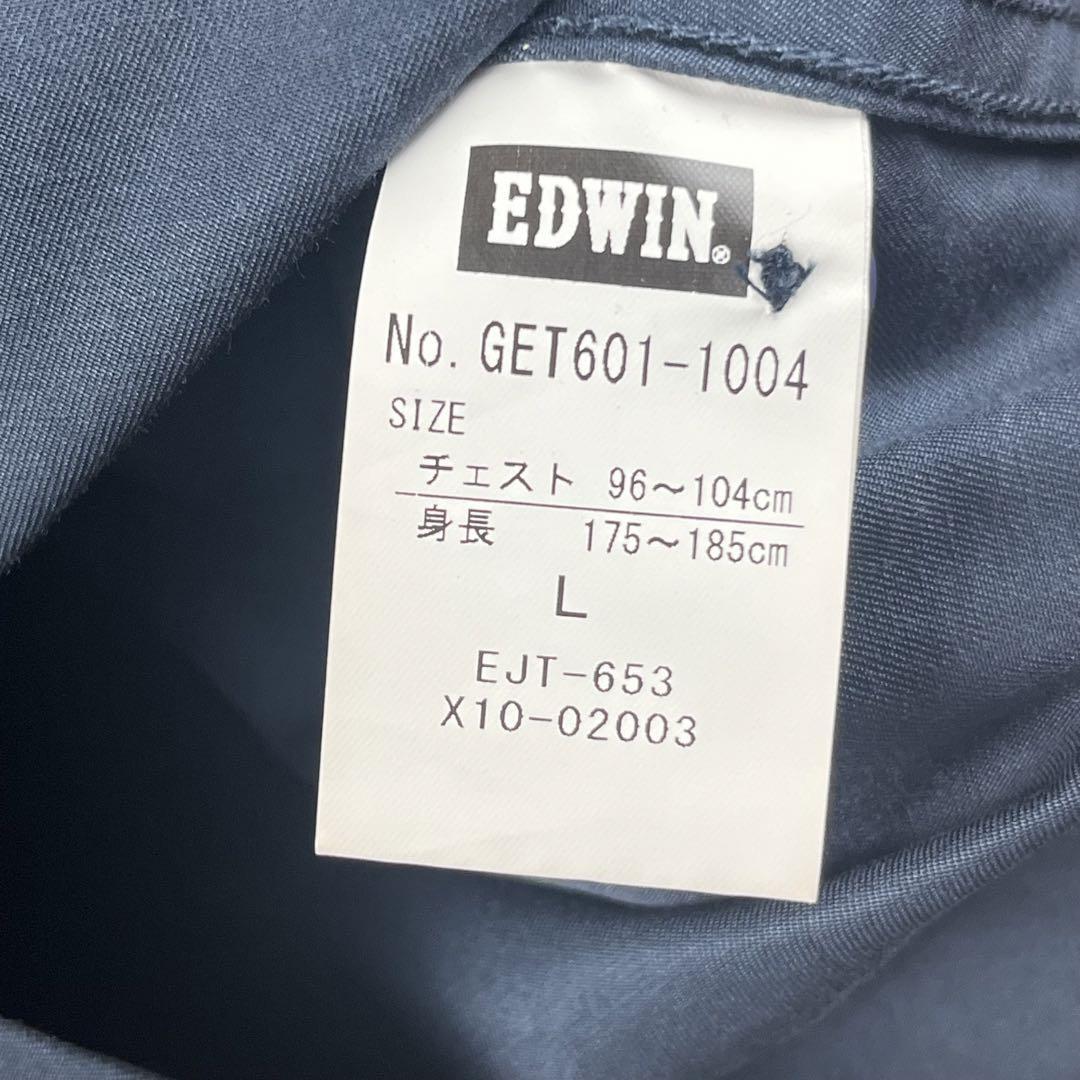 EDWIN®
No. GET601-1004
SIZE
チェスト 96～104cm
身長 175～185cm
L
EJT-653
X10-02003